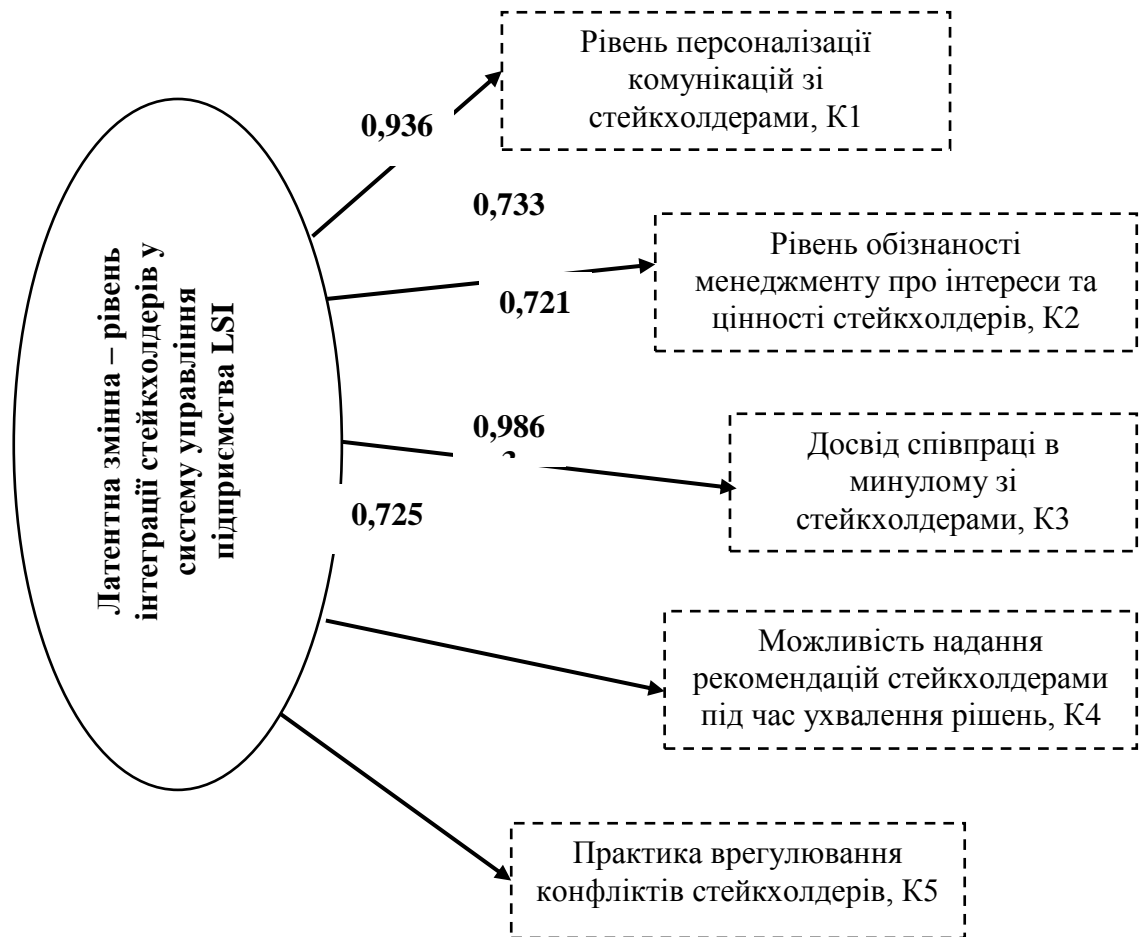 Рівень персоналізації
комунікацій зі
стейкхолдерами, К1
0,936
0,733
Рівень обізнаності
менеджменту про інтереси та
цінності стейкхолдерів, К2
0,721
Латентна змінна – рівень
інтеграції стейкхолдерів у
систему управління
підприємства LSI
0,986
Досвід співпраці в
минулому зі
стейкхолдерами, К3
0,725
Можливість надання
рекомендацій стейкхолдерами
під час ухвалення рішень, К4
Практика врегулювання
конфліктів стейкхолдерів, К5